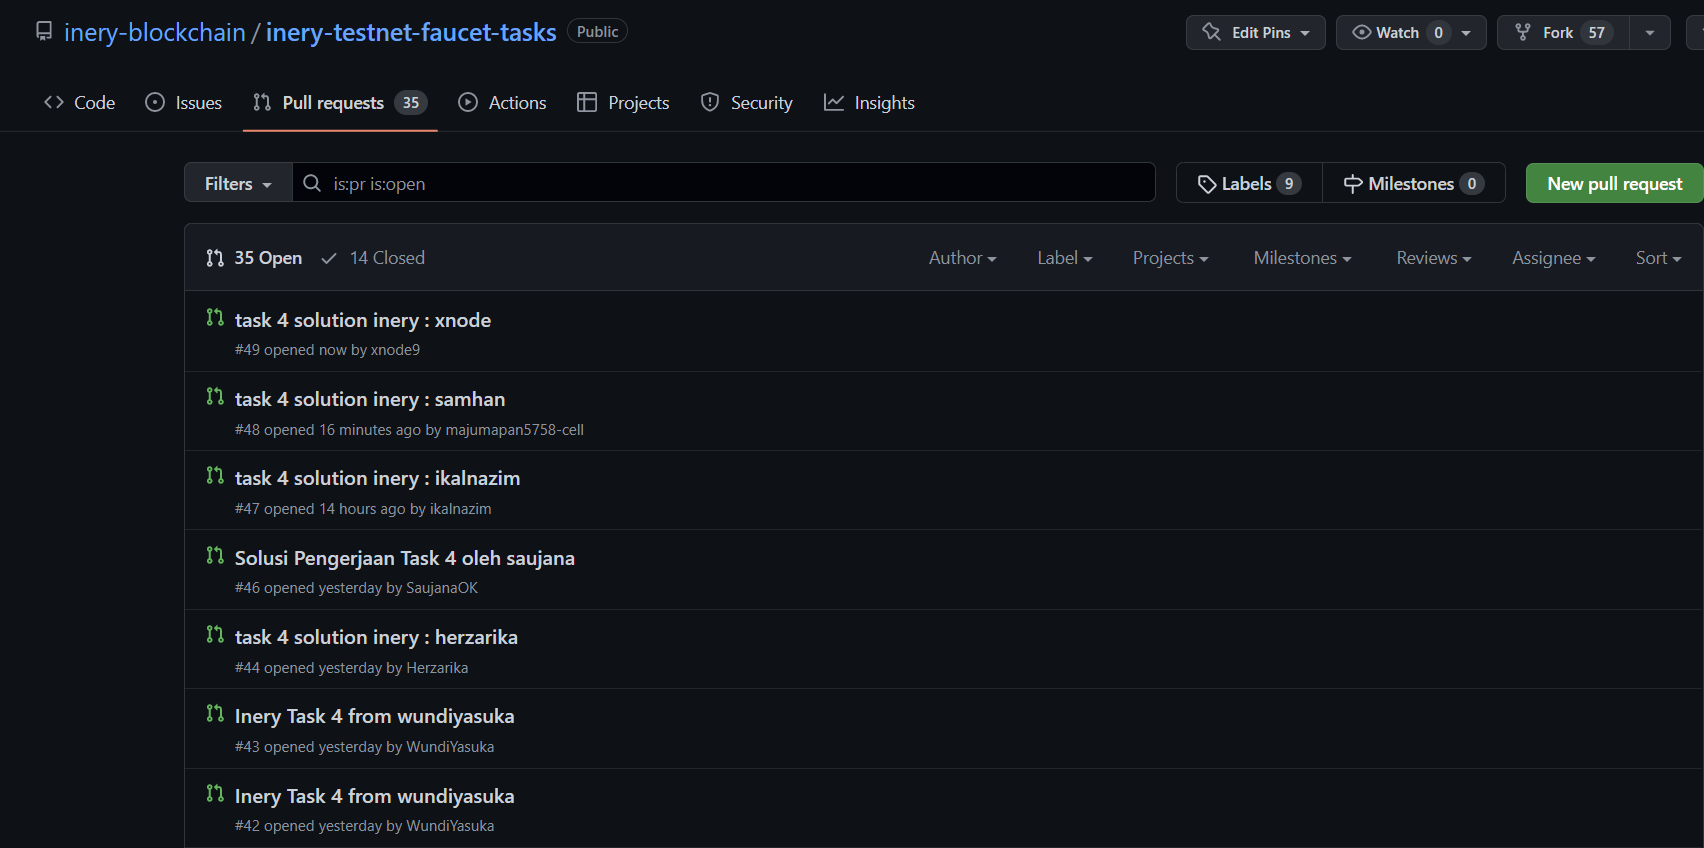 inery-blockchain / inery-testnet-faucet-tasks Public Edit Pins Watch 0 Fork 57
Code Issues Pull requests 35 Actions Projects Security Insights
Filters is:pr is:open Labels 9 Milestones 0 New pull request
35 Open 14 Closed Author Label Projects Milestones Reviews Assignee Sort
task 4 solution inery : xnode
#49 opened now by xnode9
task 4 solution inery : samhan
#48 opened 16 minutes ago by majumapan5758-cell
task 4 solution inery : ikalnazim
#47 opened 14 hours ago by ikalnazim
Solusi Pengerjaan Task 4 oleh saujana
#46 opened yesterday by SaujanaOK
task 4 solution inery : herzarika
#44 opened yesterday by Herzarika
Inery Task 4 from wundiyasuka
#43 opened yesterday by WundiYasuka
Inery Task 4 from wundiyasuka
#42 opened yesterday by WundiYasuka